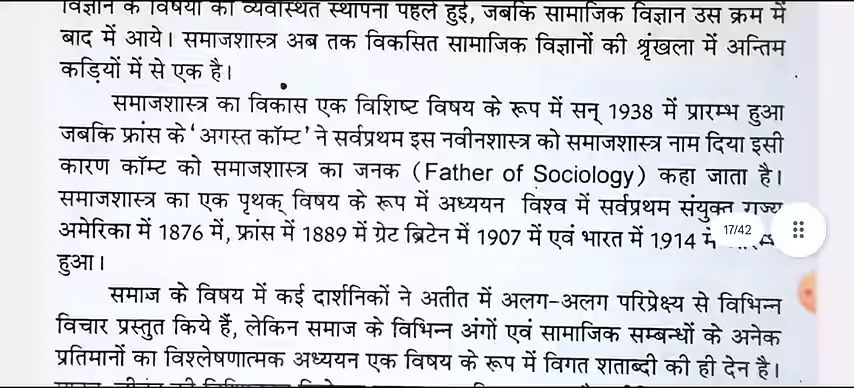 विज्ञान के विषयों की व्यवस्थित स्थापना पहले हुई, जबकि सामाजिक विज्ञान उस क्रम में
बाद में आये। समाजशास्त्र अब तक विकसित सामाजिक विज्ञानों की श्रृंखला में अन्तिम
कड़ियों में से एक है।
समाजशास्त्र का विकास एक विशिष्ट विषय के रूप में सन् 1938 में प्रारम्भ हुआ
जबकि फ्रांस के 'अगस्त कॉम्ट' ने सर्वप्रथम इस नवीनशास्त्र को समाजशास्त्र नाम दिया इसी
कारण कॉम्ट को समाजशास्त्र का जनक (Father of Sociology) कहा जाता है।
समाजशास्त्र का एक पृथक् विषय के रूप में अध्ययन विश्व में सर्वप्रथम संयुक्त राज्य
अमेरिका में 1876 में, फ्रांस में 1889 में ग्रेट ब्रिटेन में 1907 में एवं भारत में 1914 में
17/42
हुआ।
समाज के विषय में कई दार्शनिकों ने अतीत में अलग-अलग परिप्रेक्ष्य से विभिन्न
विचार प्रस्तुत किये हैं, लेकिन समाज के विभिन्न अंगों एवं सामाजिक सम्बन्धों के अनेक
प्रतिमानों का विश्लेषणात्मक अध्ययन एक विषय के रूप में विगत शताब्दी की ही देन है।